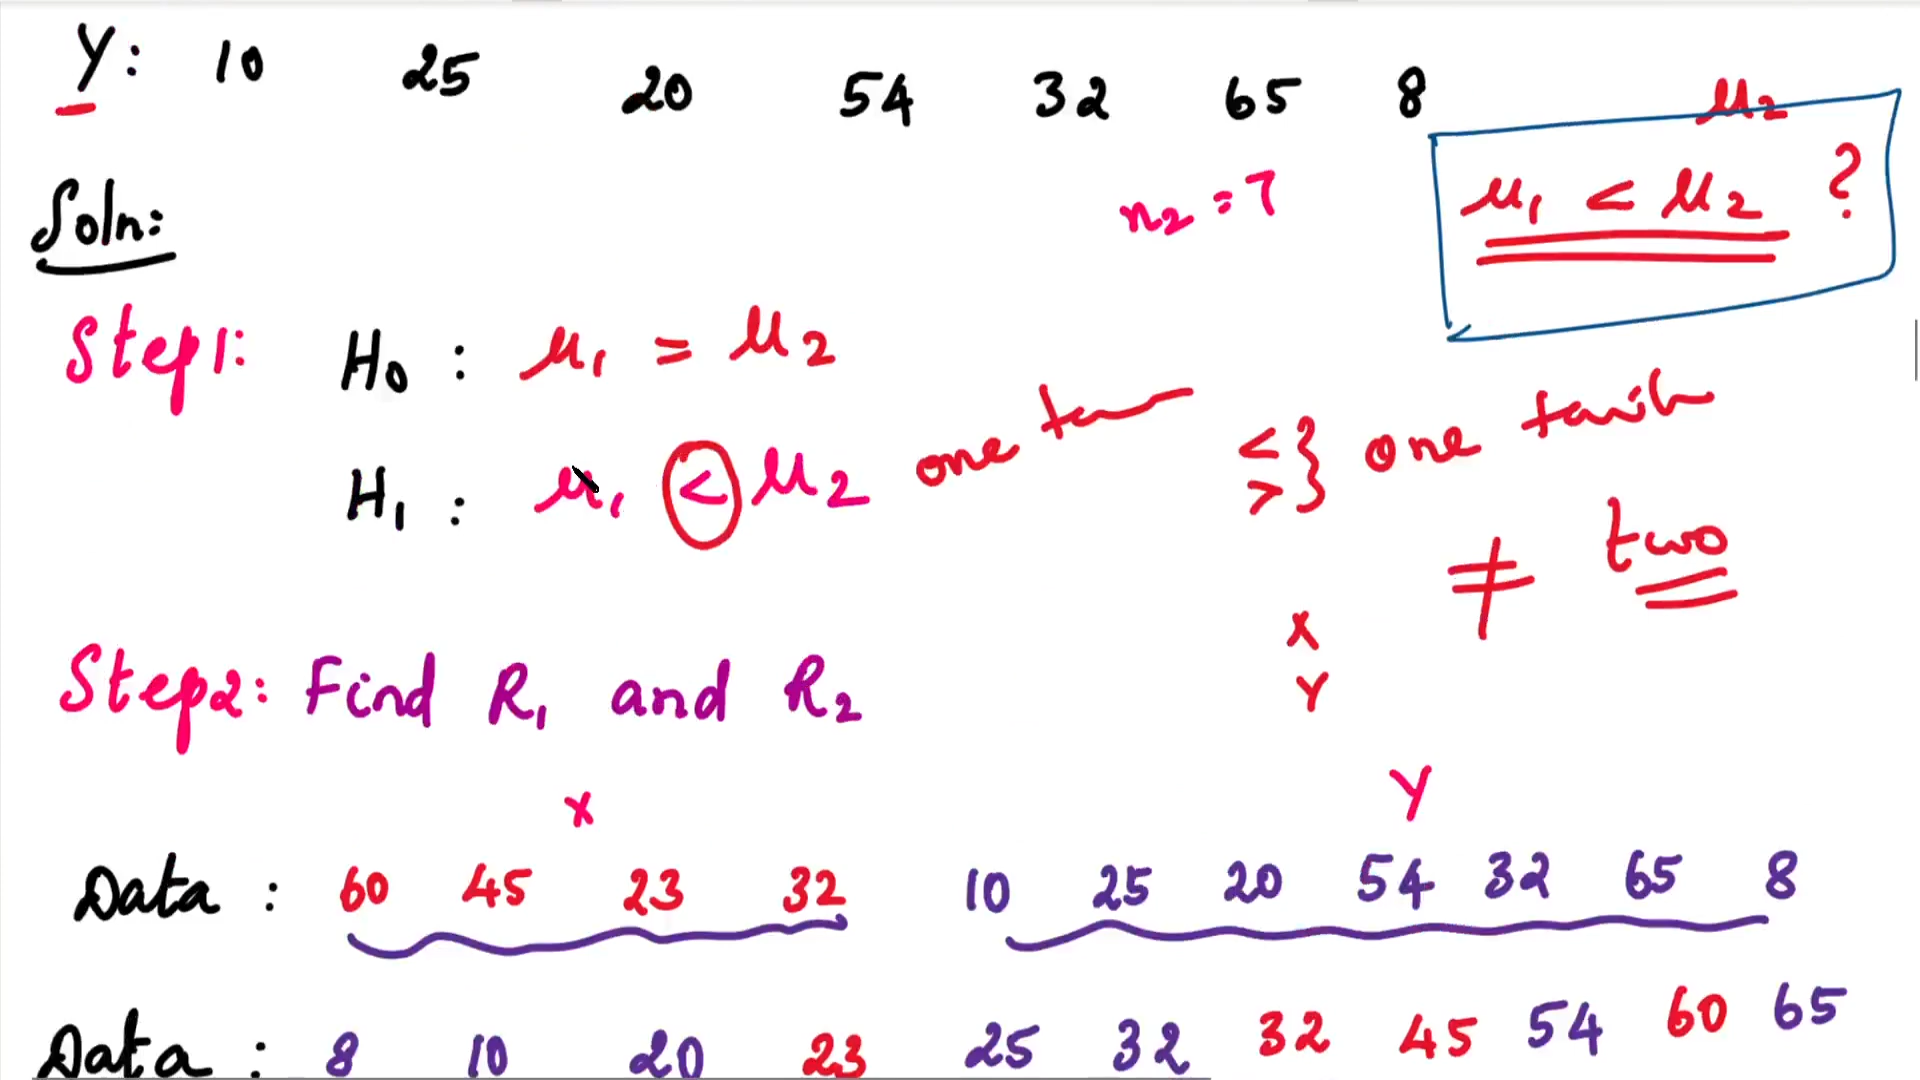 Y: 10 25 20 54 32 65 8 μ2
Soln: n2 = 7 μ1 < μ2 ?
Step1: H0 : μ1 = μ2
H1 : μ1 < μ2 one < > } one
≠ two
X
Y
Step2: Find R1 and R2
X Y
Data : 60 45 23 32 10 25 20 54 32 65 8
Data : 8 10 20 23 25 32 32 45 54 60 65